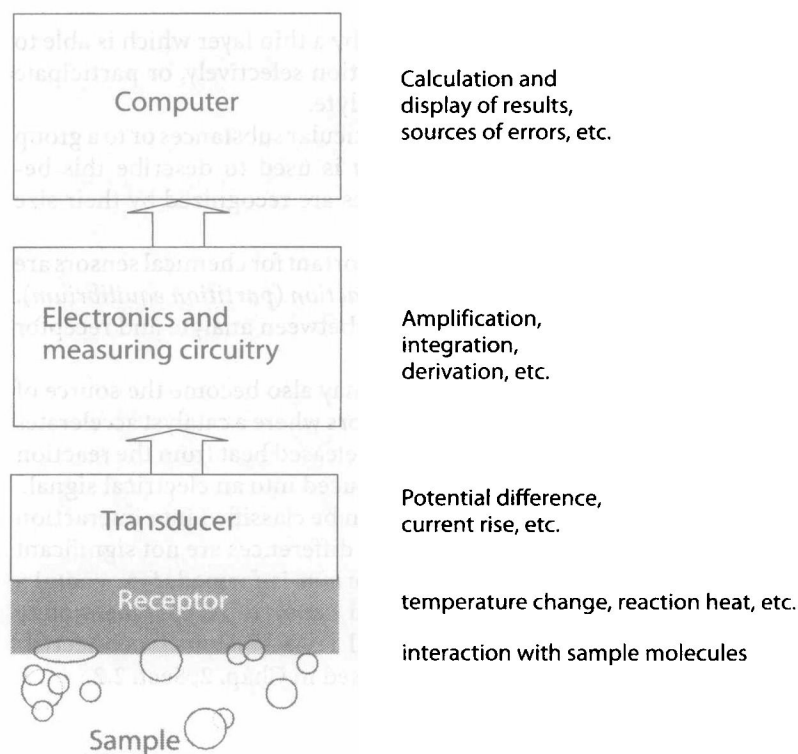 Computer
Calculation and
display of results,
sources of errors, etc.
Electronics and
measuring circuitry
Amplification,
integration,
derivation, etc.
Transducer
Potential difference,
current rise, etc.
Receptor
temperature change, reaction heat, etc.
interaction with sample molecules
Sample